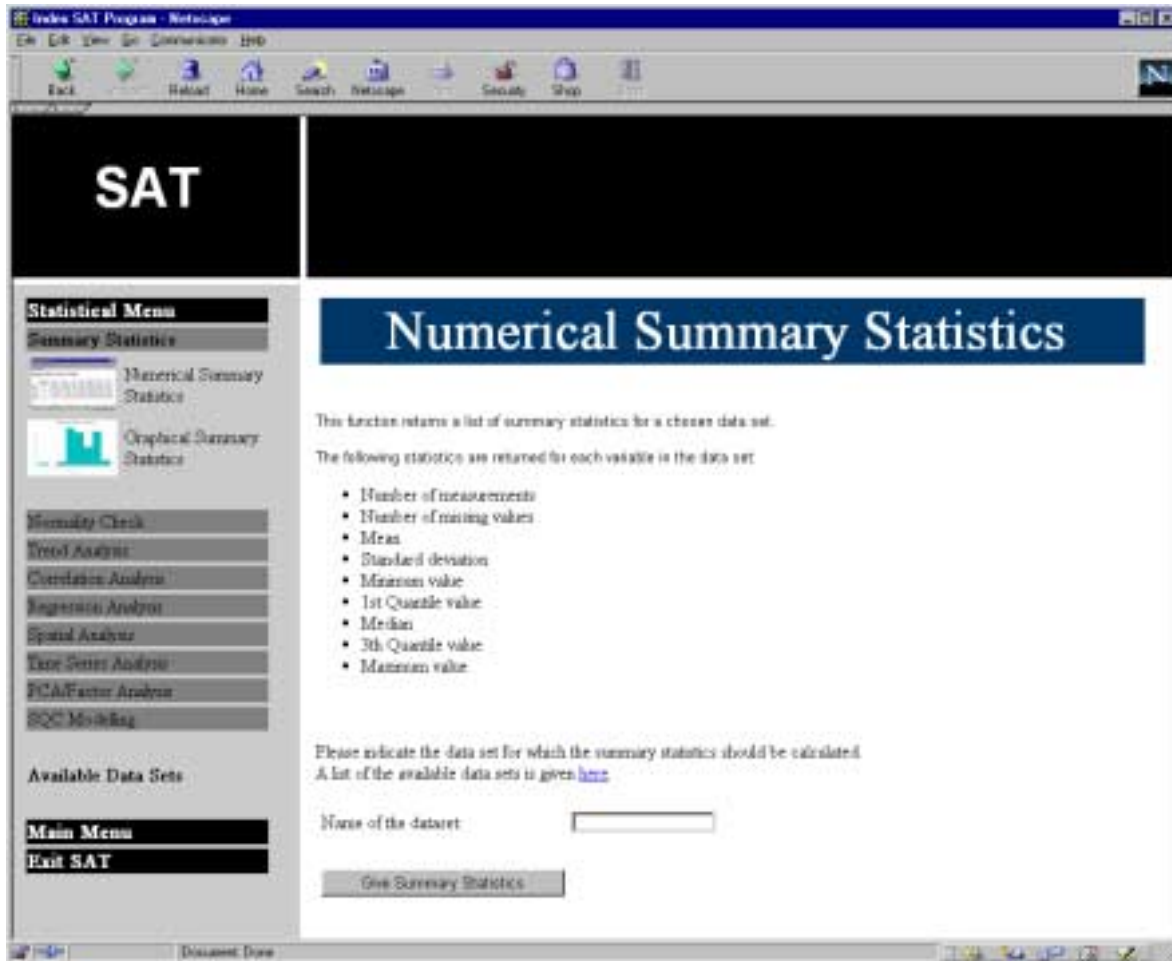 Index SAT Program - Netscape
File Edit View Go Communicator Help
Back Reload Home Search Netscape Security Shop
N
SAT
Statistical Menu
Summary Statistics
Numerical Summary
Statistics
Graphical Summary
Statistics
Normality Check
Trend Analysis
Correlation Analysis
Regression Analysis
Spatial Analysis
Time Series Analysis
PCA/Factor Analysis
SQC Modeling
Available Data Sets
Main Menu
Exit SAT
Numerical Summary Statistics
This function returns a list of summary statistics for a chosen data set.
The following statistics are returned for each variable in the data set:
• Number of measurements
• Number of missing values
• Mean
• Standard deviation
• Minimum value
• 1st Quantile value
• Median
• 3th Quantile value
• Maximum value
Please indicate the data set for which the summary statistics should be calculated.
A list of the available data sets is given here
Name of the dataset
Give Summary Statistics
Document: Done